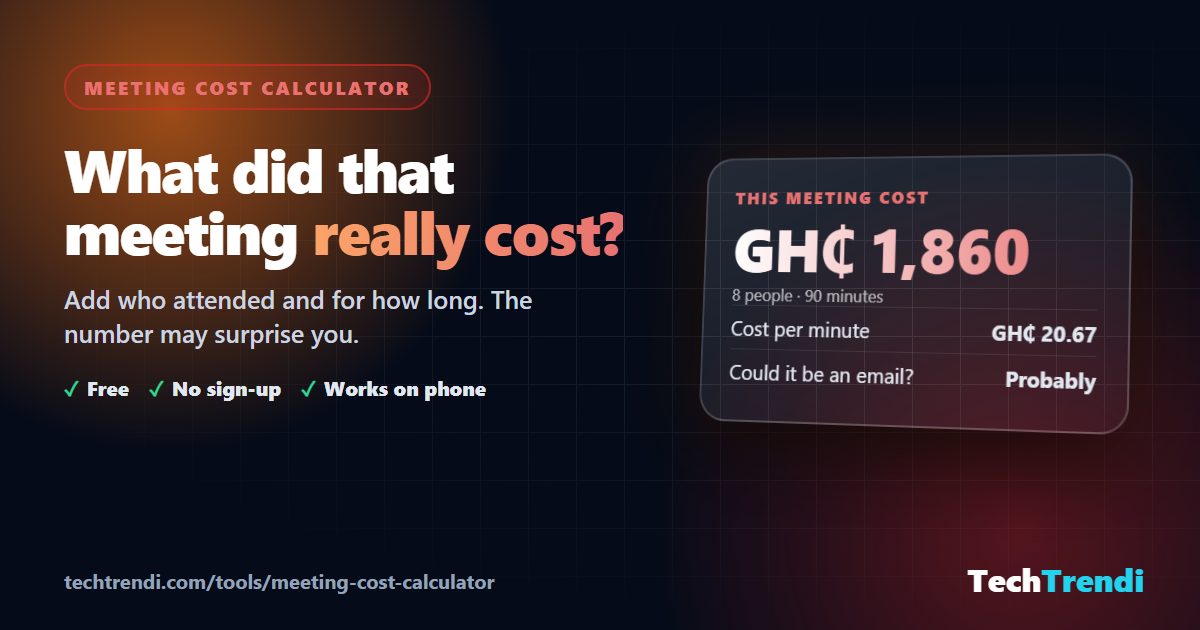 MEETING COST CALCULATOR
What did that
meeting really cost?
Add who attended and for how long. The
number may surprise you.
✓ Free ✓ No sign-up ✓ Works on phone
THIS MEETING COST
GH₵ 1,860
8 people · 90 minutes
Cost per minute GH₵ 20.67
Could it be an email? Probably
techtrendi.com/tools/meeting-cost-calculator
TechTrendi